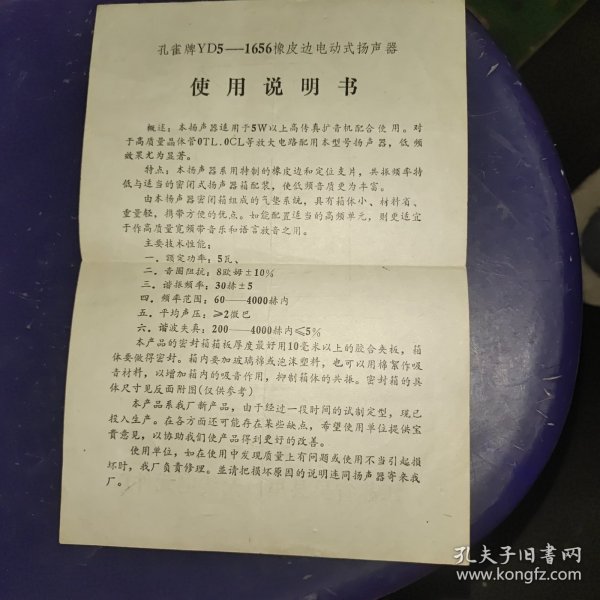 孔雀牌YD5——1656橡皮边电动式扬声器
使用说明书
概述：本扬声器适用于5W以上高传真扩音机配合使用。对
于高质量晶体管OTL.OCL等放大电路配用本型号扬声器，低频
效果尤为显著。
特点：本扬声器系用特制的橡皮边和定位支片，共振频率特
低与适当的密闭式扬声器箱配装，使低频音质更为丰富。
由本扬声器密闭箱组成的气垫系统，具有箱体小、材料省、
重量轻，携带方便的优点。如能配置适当的高频单元，则更适宜
于作高质量宽频带音乐和语言放音之用。
主要技术性能：
一．额定功率：5瓦、
二．音圈阻抗：8欧姆±10%
三．谐振频率：30赫±5
四．频率范围：60——4000赫内
五．平均声压：≥2微巴
六．谐波失真：200——4000赫内≤5%
本产品的密封箱箱板厚度最好用10毫米以上的胶合夹板，箱
体要做得密封。箱内要加玻璃棉或泡沫塑料，也可以用棉絮作吸
音材料，以增加箱内的吸音作用，抑制箱体的共振。密封箱的具
体尺寸见反面附图(仅供参考)
本产品系我厂新产品，由于经过一段时间的试制定型，现已
投入生产。在各方面还可能存在某些缺点，希望使用单位提供宝
贵意见，以协助我们使产品得到更好的改善。
使用单位，如在使用中发现质量上有问题或使用不当引起损
坏时，我厂负责修理。並请把损坏原因的说明连同扬声器寄来我
厂。
孔夫子旧书网
www.kongfz.com